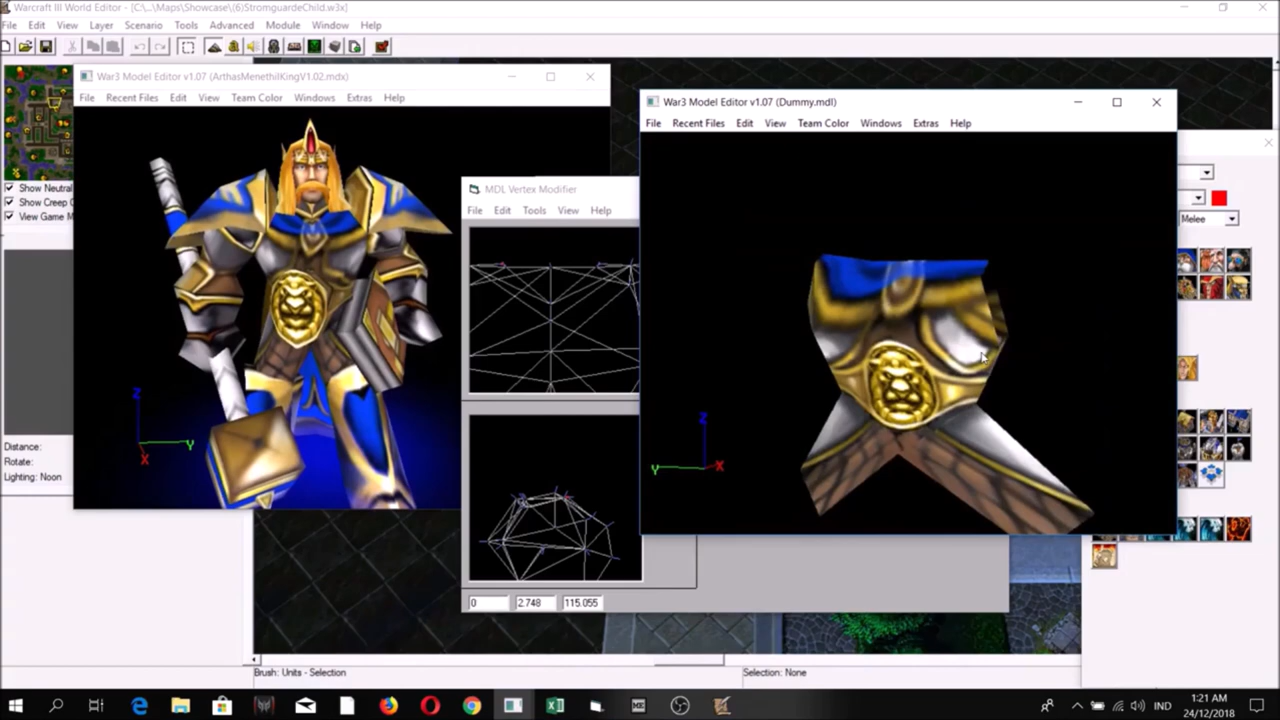 Warcraft III World Editor - [C:\...\Maps\Showcase\(6)StromguardeChild.w3x]
File Edit View Layer Scenario Tools Advanced Module Window Help
War3 Model Editor v1.07 (ArthasMenethilKingV1.02.mdx)
File Recent Files Edit View Team Color Windows Extras Help
War3 Model Editor v1.07 (Dummy.mdl)
File Recent Files Edit View Team Color Windows Extras Help
MDL Vertex Modifier
File Edit Tools View Help
Show Neutral
Show Creep C
View Game M
Melee
Z
Y
X
Z
Y
X
Distance:
Rotate:
Lighting: Noon
0 2.748 115.055
Brush: Units - Selection
Selection: None
IND
1:21 AM
24/12/2018